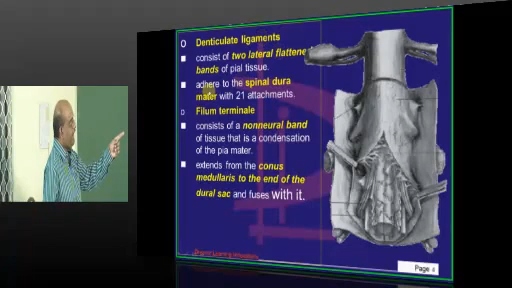 Denticulate ligaments
consist of two lateral flattene
bands of pial tissue.
adhere to the spinal dura
mater with 21 attachments.
Filum terminale
consists of a nonneural band
of tissue that is a condensation
of the pia mater.
extends from the conus
medullaris to the end of the
dural sac and fuses with it.
Page 4